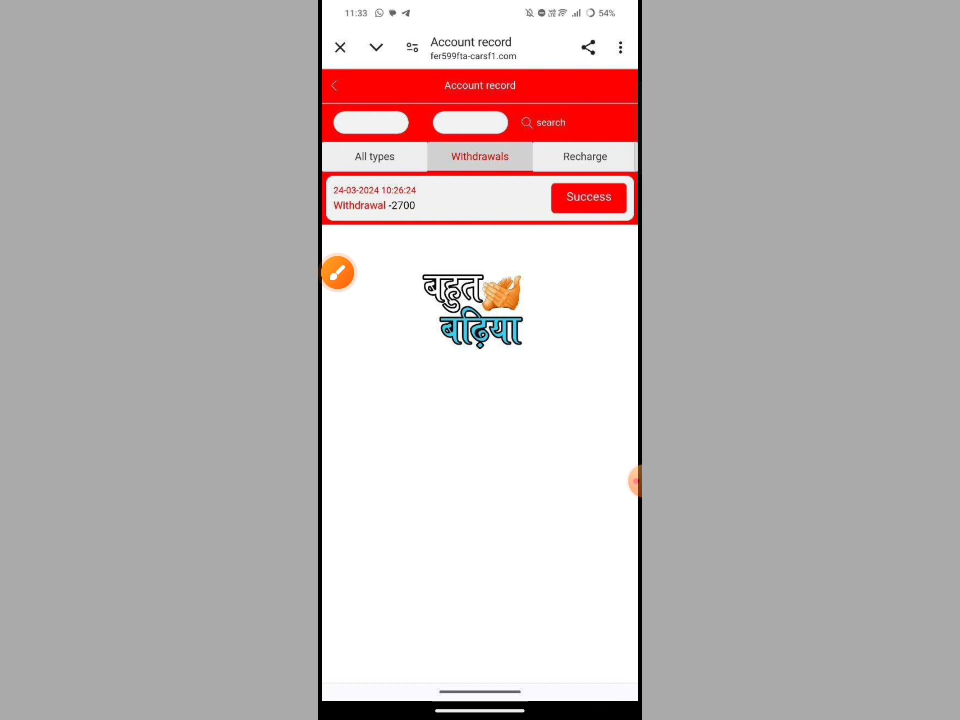 11:33 54%
Account record
fer599fta-carsf1.com
Account record
search
All types Withdrawals Recharge
24-03-2024 10:26:24
Withdrawal -2700
Success
बहुत
बढ़िया